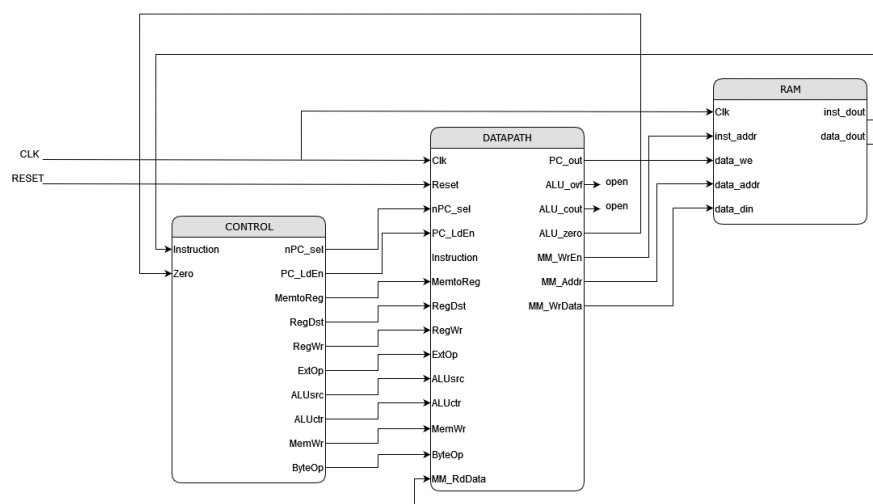 RAM
Clk
inst_addr
data_we
data_addr
data_din
inst_dout
data_dout
CLK
RESET
DATAPATH
Clk
Reset
nPC_sel
PC_LdEn
Instruction
MemtoReg
RegDst
RegWr
ExtOp
ALUsrc
ALUctr
MemWr
ByteOp
MM_RdData
PC_out
ALU_ovf
ALU_cout
ALU_zero
MM_WrEn
MM_Addr
MM_WrData
open
open
CONTROL
Instruction
Zero
nPC_sel
PC_LdEn
MemtoReg
RegDst
RegWr
ExtOp
ALUsrc
ALUctr
MemWr
ByteOp